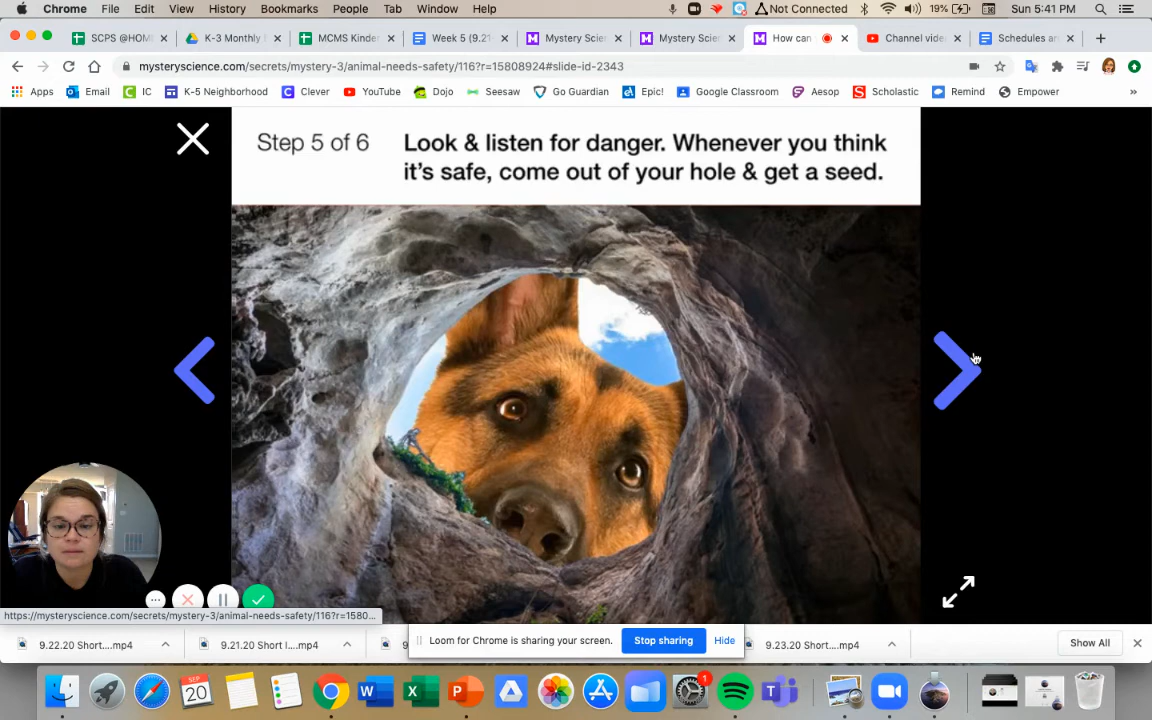 Chrome File Edit View History Bookmarks People Tab Window Help Not Connected 19% Sun 5:41 PM
SCPS @HOM K-3 Monthly MCMS Kinder Week 5 (9.21 Mystery Scie Mystery Scie How can Channel vide Schedules an
mysteryscience.com/secrets/mystery-3/animal-needs-safety/116?r=15808924#slide-id-2343
Apps Email IC K-5 Neighborhood Clever YouTube Dojo Seesaw Go Guardian Epic! Google Classroom Aesop Scholastic Remind Empower »
Step 5 of 6 Look & listen for danger. Whenever you think
it's safe, come out of your hole & get a seed.
https://mysteryscience.com/secrets/mystery-3/animal-needs-safety/116?r=1580...
Loom for Chrome is sharing your screen. Stop sharing Hide
9.22.20 Short....mp4 9.21.20 Short I....mp4 9.23.20 Short....mp4 Show All
SEP
20
W X P 1 T